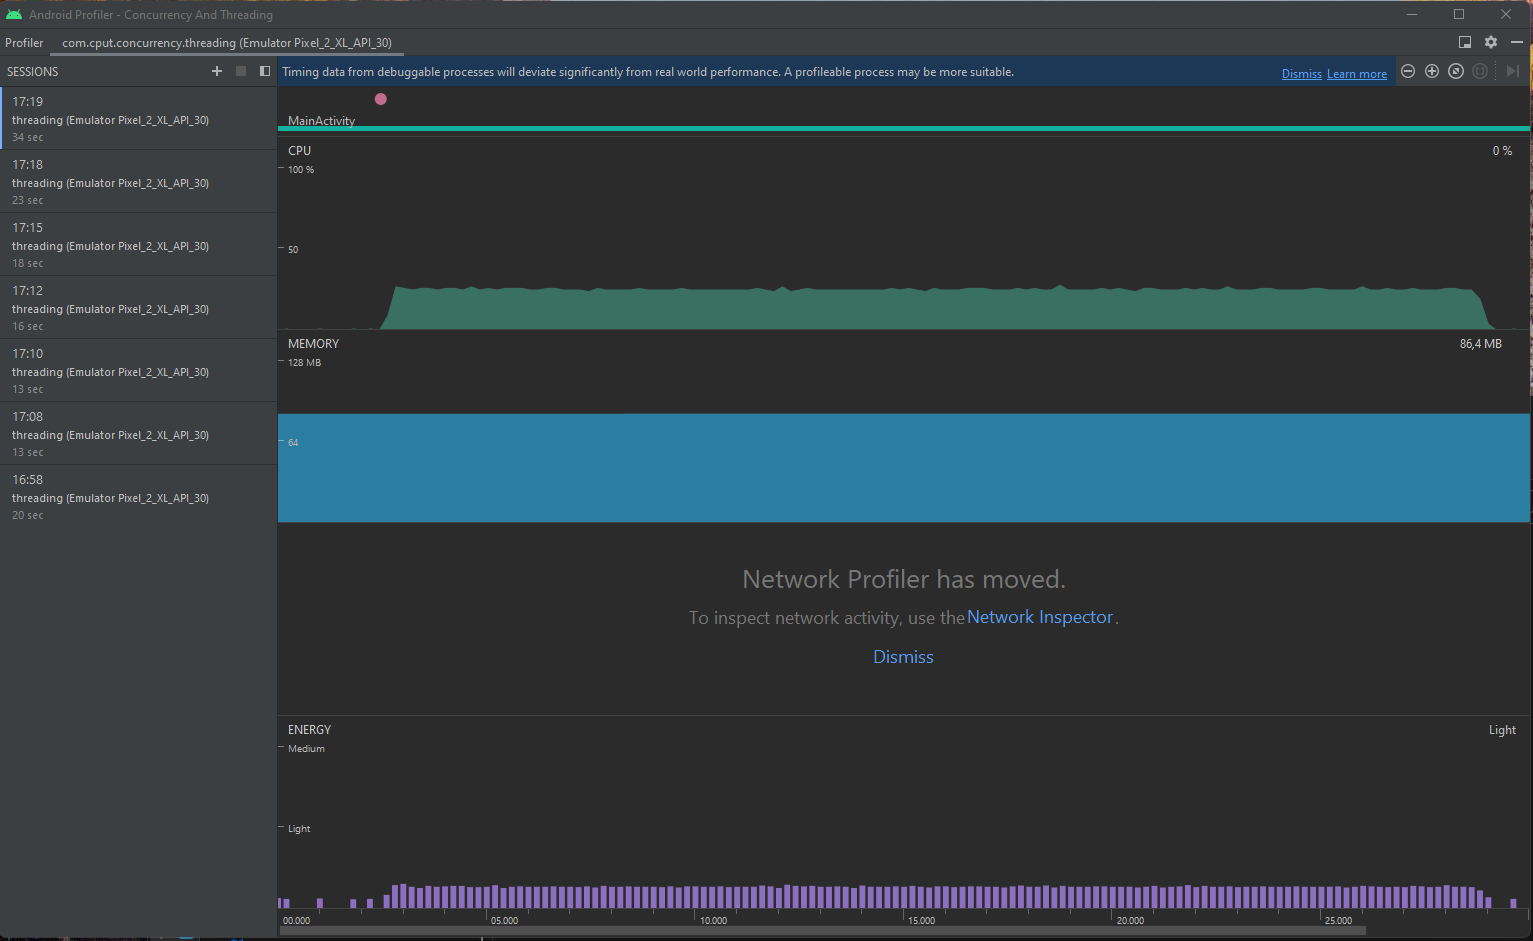 Android Profiler - Concurrency And Threading
Profiler com.cput.concurrency.threading (Emulator Pixel_2_XL_API_30)
SESSIONS
Timing data from debuggable processes will deviate significantly from real world performance. A profileable process may be more suitable. Dismiss Learn more
17:19
threading (Emulator Pixel_2_XL_API_30)
34 sec
17:18
threading (Emulator Pixel_2_XL_API_30)
23 sec
17:15
threading (Emulator Pixel_2_XL_API_30)
18 sec
17:12
threading (Emulator Pixel_2_XL_API_30)
16 sec
17:10
threading (Emulator Pixel_2_XL_API_30)
13 sec
17:08
threading (Emulator Pixel_2_XL_API_30)
13 sec
16:58
threading (Emulator Pixel_2_XL_API_30)
20 sec
MainActivity
CPU 0 %
100 %
50
MEMORY 86,4 MB
128 MB
64
Network Profiler has moved.
To inspect network activity, use the Network Inspector.
Dismiss
ENERGY Light
Medium
Light
00.000 05.000 10.000 15.000 20.000 25.000